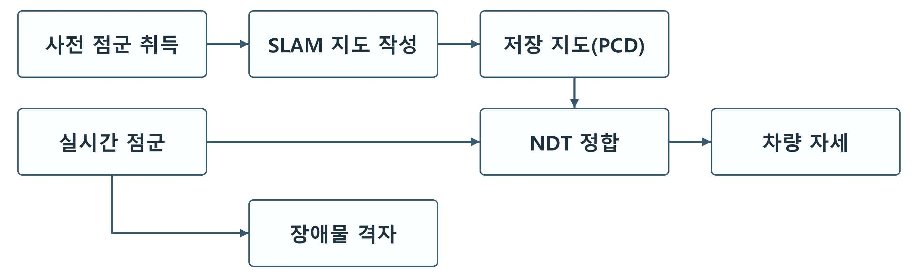 사전 점군 취득
SLAM 지도 작성
저장 지도(PCD)
실시간 점군
NDT 정합
차량 자세
장애물 격자